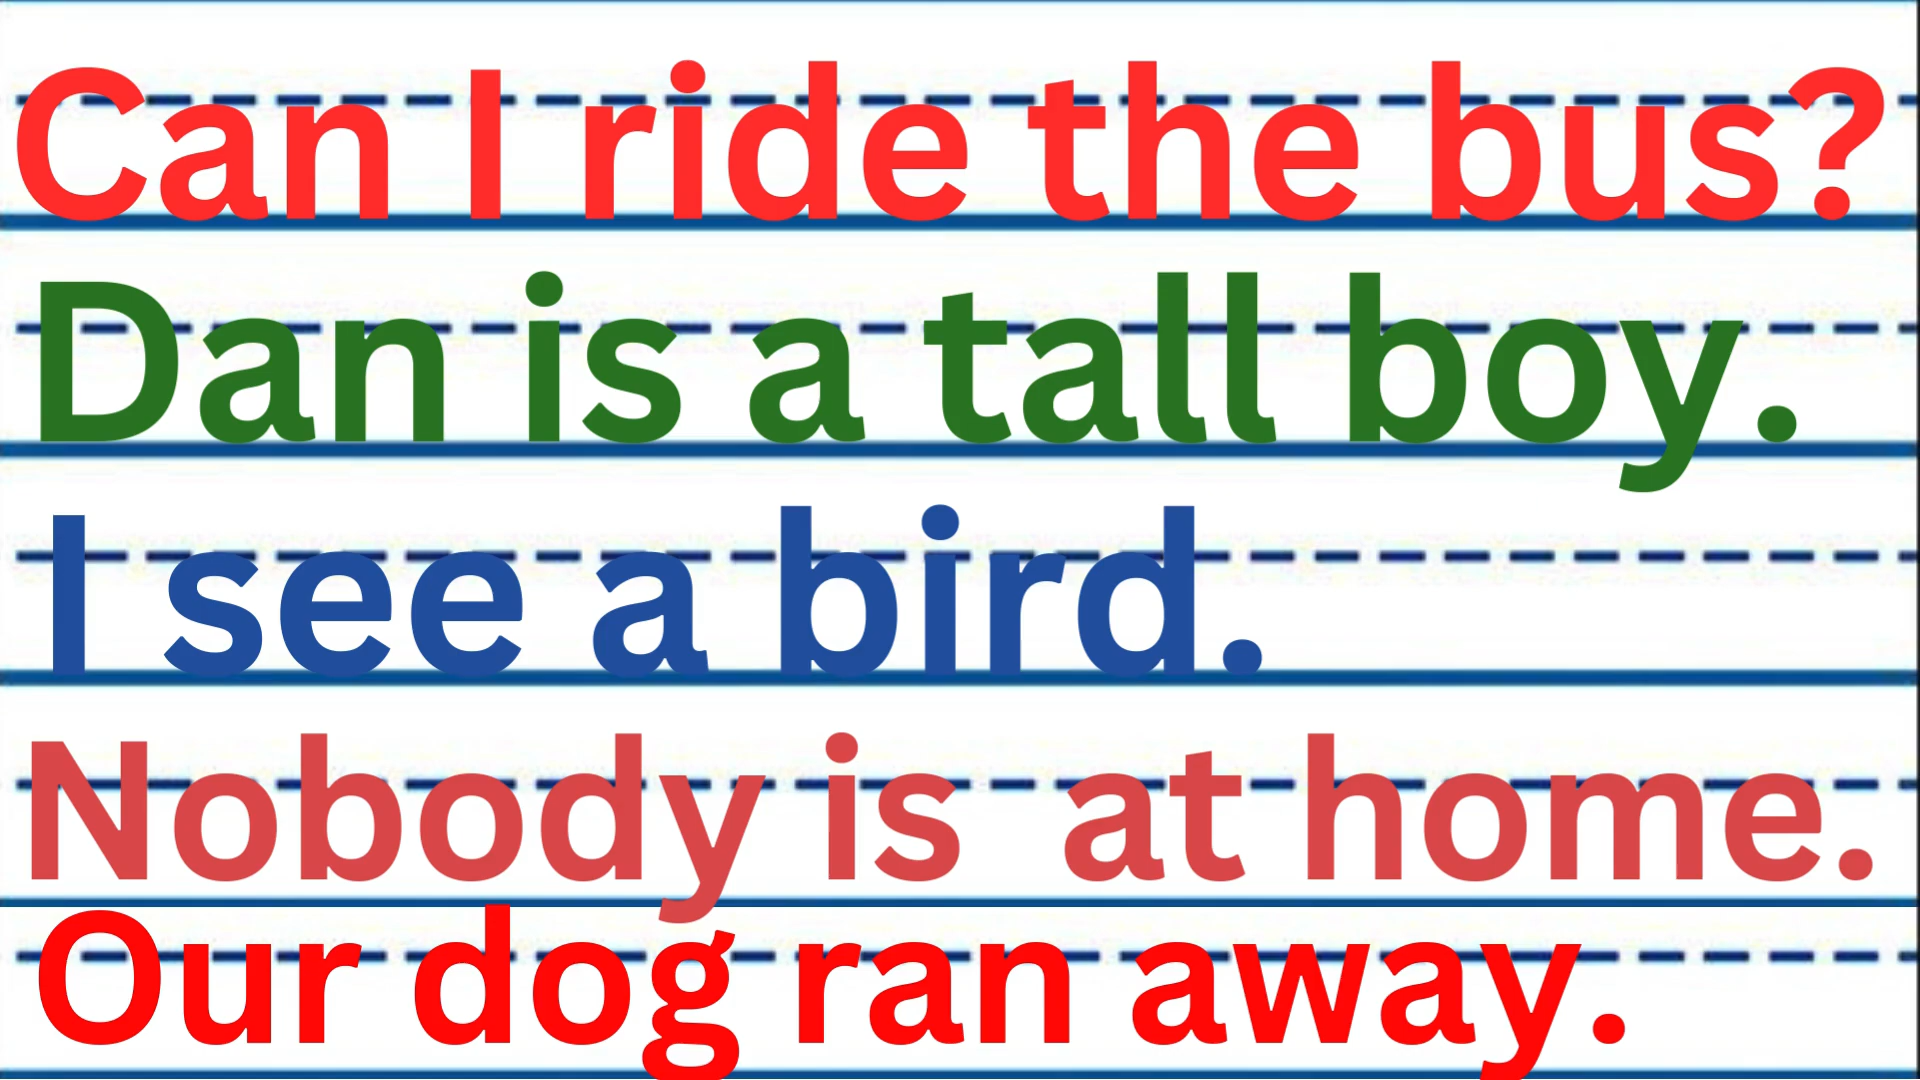 Can I ride the bus?
Dan is a tall boy.
I see a bird.
Nobody is  at home.
Our dog ran away.